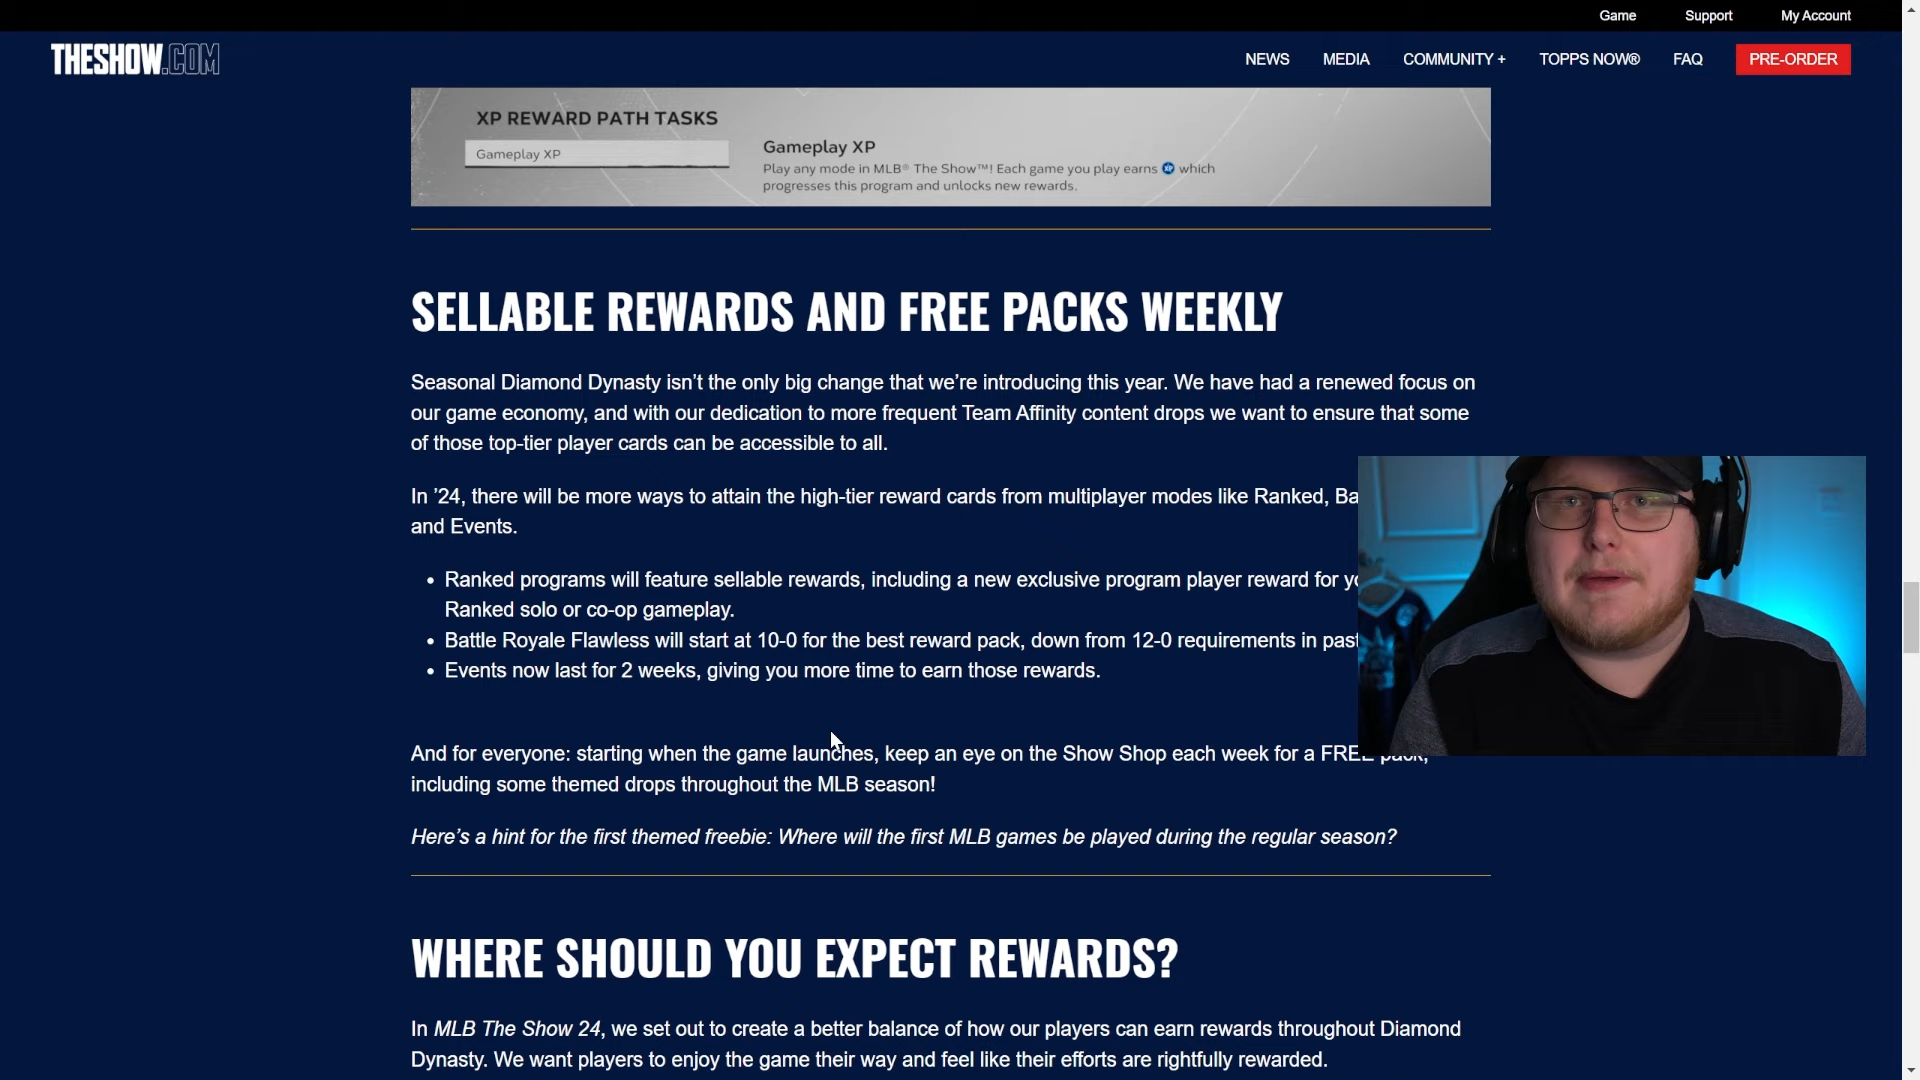 Game Support My Account
THESHOW.COM NEWS MEDIA COMMUNITY + TOPPS NOW® FAQ PRE-ORDER
XP REWARD PATH TASKS
Gameplay XP
Gameplay XP
Play any mode in MLB® The Show™! Each game you play earns XP which
progresses this program and unlocks new rewards.
SELLABLE REWARDS AND FREE PACKS WEEKLY
Seasonal Diamond Dynasty isn’t the only big change that we’re introducing this year. We have had a renewed focus on
our game economy, and with our dedication to more frequent Team Affinity content drops we want to ensure that some
of those top-tier player cards can be accessible to all.
In ’24, there will be more ways to attain the high-tier reward cards from multiplayer modes like Ranked,
and Events.
• Ranked programs will feature sellable rewards, including a new exclusive program player reward for
Ranked solo or co-op gameplay.
• Battle Royale Flawless will start at 10-0 for the best reward pack, down from 12-0 requirements in past
• Events now last for 2 weeks, giving you more time to earn those rewards.
And for everyone: starting when the game launches, keep an eye on the Show Shop each week for a FREE pack,
including some themed drops throughout the MLB season!
Here’s a hint for the first themed freebie: Where will the first MLB games be played during the regular season?
WHERE SHOULD YOU EXPECT REWARDS?
In MLB The Show 24, we set out to create a better balance of how our players can earn rewards throughout Diamond
Dynasty. We want players to enjoy the game their way and feel like their efforts are rightfully rewarded.